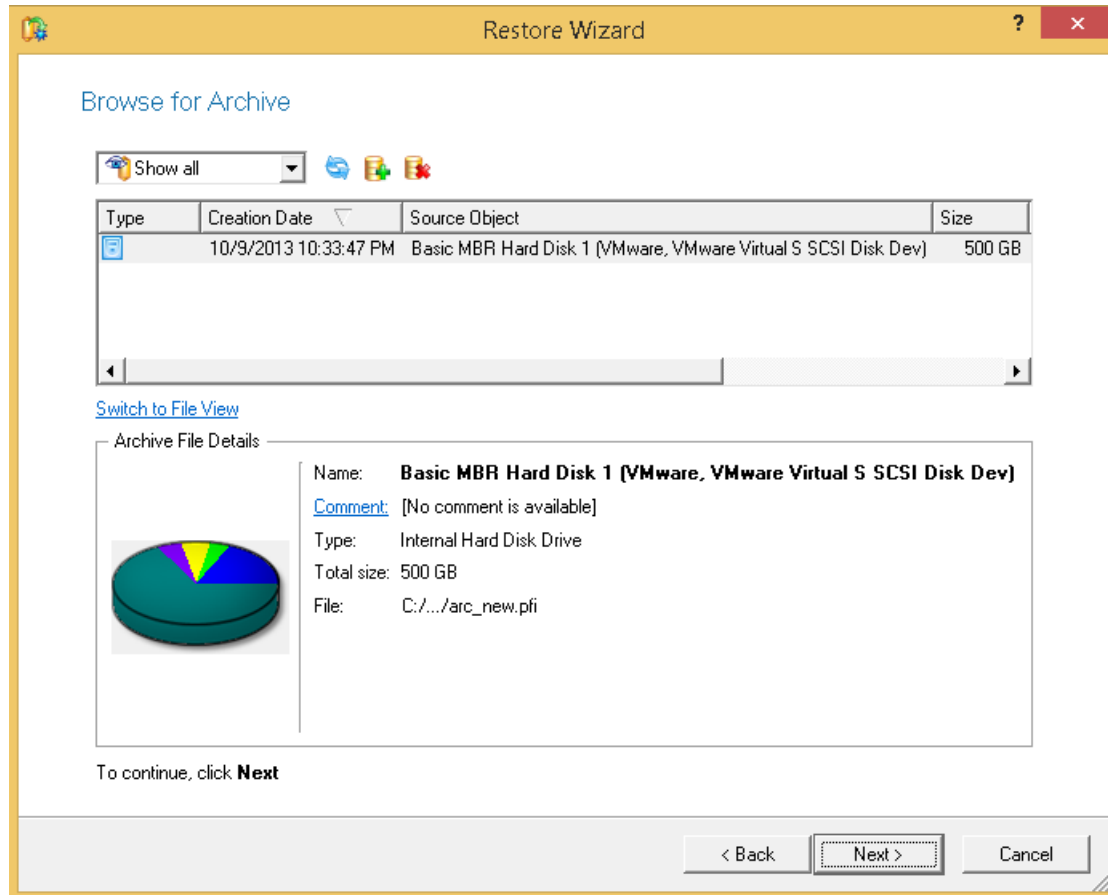 Restore Wizard
?
Browse for Archive
Show all
Type Creation Date Source Object Size
10/9/2013 10:33:47 PM Basic MBR Hard Disk 1 (VMware, VMware Virtual S SCSI Disk Dev) 500 GB
Switch to File View
Archive File Details
Name: Basic MBR Hard Disk 1 (VMware, VMware Virtual S SCSI Disk Dev)
Comment: [No comment is available]
Type: Internal Hard Disk Drive
Total size: 500 GB
File: C:/.../arc_new.pfi
To continue, click Next
< Back Next > Cancel